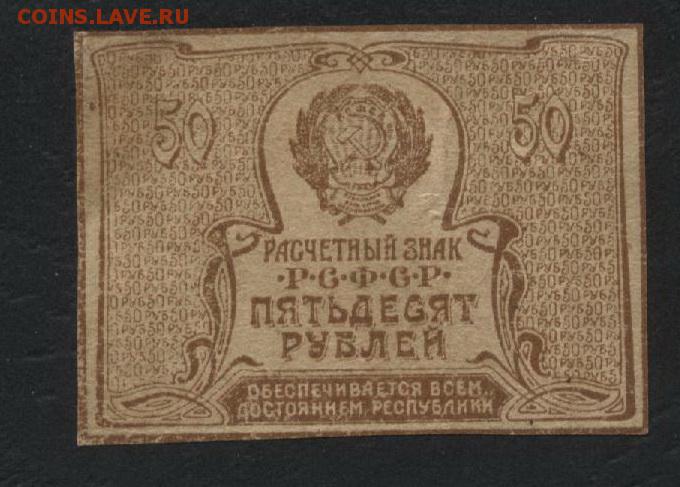 COINS.LAVE.RU
50 50
РАСЧЕТНЫЙ ЗНАК
·Р·С·Ф·С·Р·
ПЯТЬДЕСЯТ
РУБЛЕЙ
ОБЕСПЕЧИВАЕТСЯ ВСЕМ
ДОСТОЯНИЕМ РЕСПУБЛИКИ